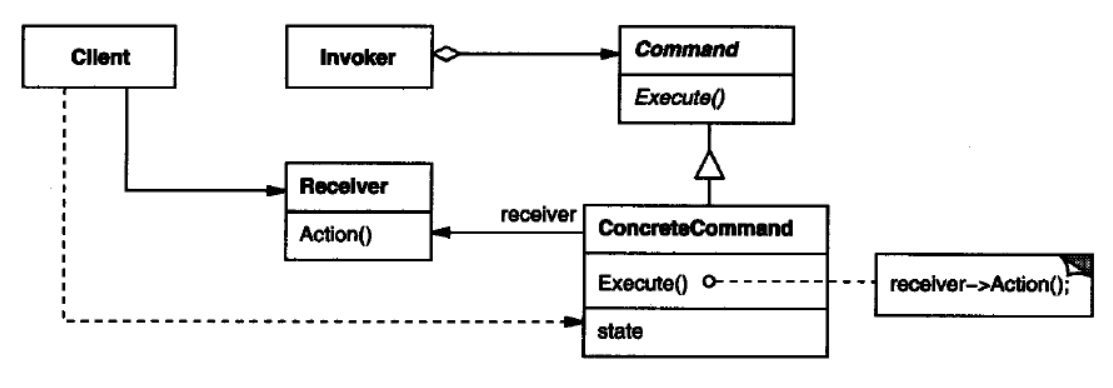 Client
Invoker
Command
Execute()
Receiver
Action()
receiver
ConcreteCommand
Execute()
state
receiver->Action();